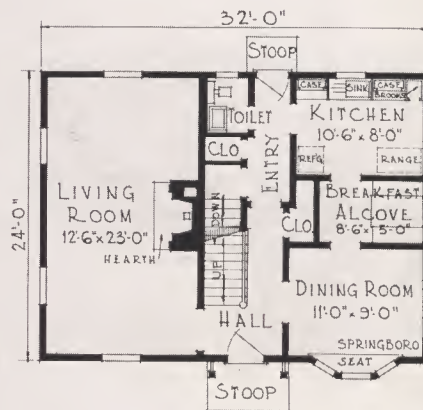 32'-0"
STOOP
CASE
SINK
CASE
BROOMS
TOILET
KITCHEN
10'-6" x 8'-0"
CLO
ENTRY
REFG
RANGE
24'-0"
LIVING
ROOM
12'-6" x 23'-0"
HEARTH
DOWN
UP
CLO.
BREAKFAST
ALCOVE
8'-6" x 5'-0"
DINING ROOM
11'-0" x 9'-0"
HALL
SPRINGBORO
SEAT
STOOP